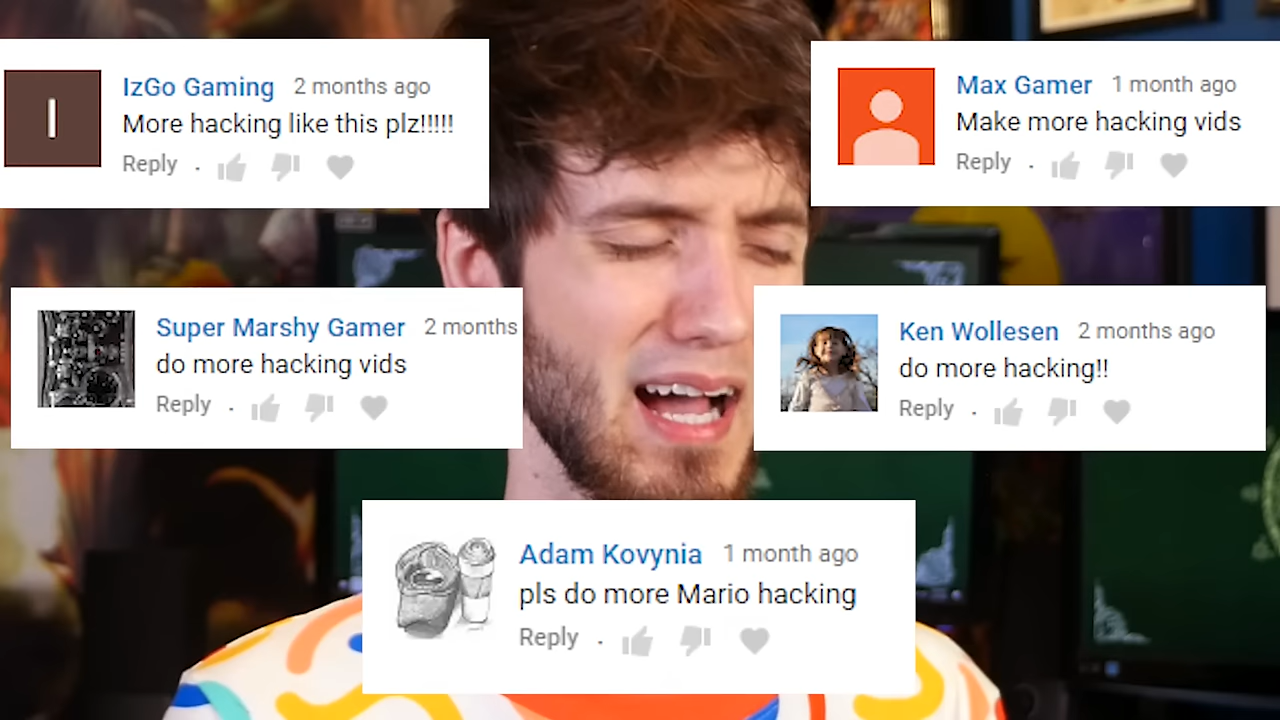 I
IzGo Gaming 2 months ago
More hacking like this plz!!!!!
Reply .
Max Gamer 1 month ago
Make more hacking vids
Reply .
Super Marshy Gamer 2 months
do more hacking vids
Reply .
Ken Wollesen 2 months ago
do more hacking!!
Reply .
Adam Kovynia 1 month ago
pls do more Mario hacking
Reply .